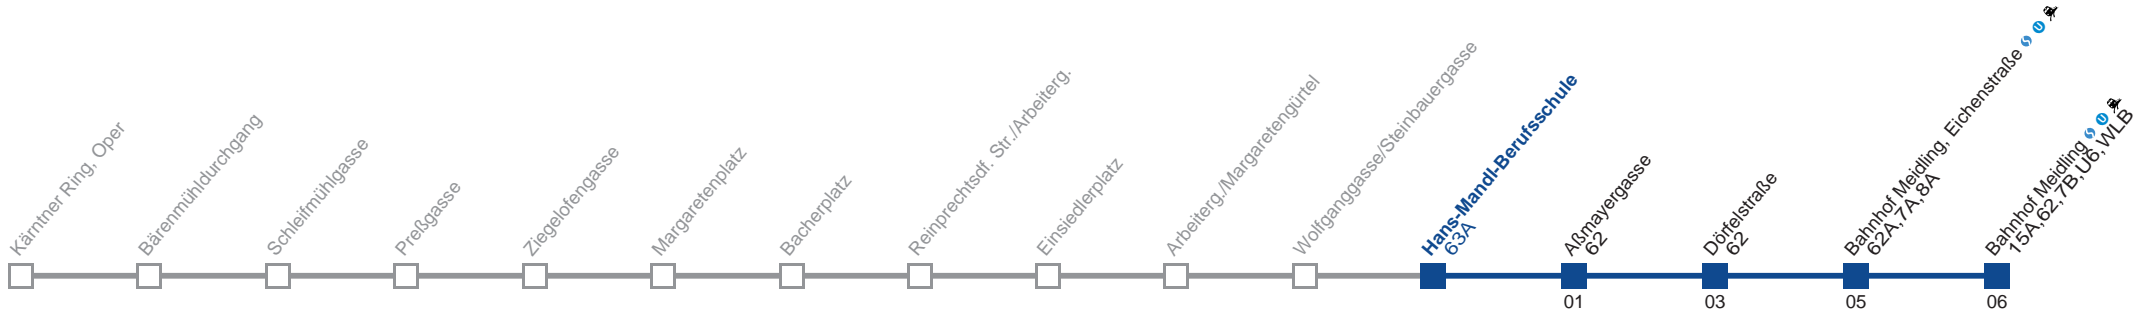 Kärntner Ring, Oper
Bärenmühldurchgang
Schleifmühlgasse
Preßgasse
Ziegelofengasse
Margaretenplatz
Bacherplatz
Reinprechtsdf. Str./Arbeiterg.
Einsiedlerplatz
Arbeiterg./Margaretengürtel
Wolfganggasse/Steinbauergasse
Hans-Mandl-Berufsschule
63A
Aßmayergasse
62
Dörfelstraße
62
Bahnhof Meidling, Eichenstraße S U
62A,7A,8A
Bahnhof Meidling S U
15A,62,7B,U6,WLB
01
03
05
06